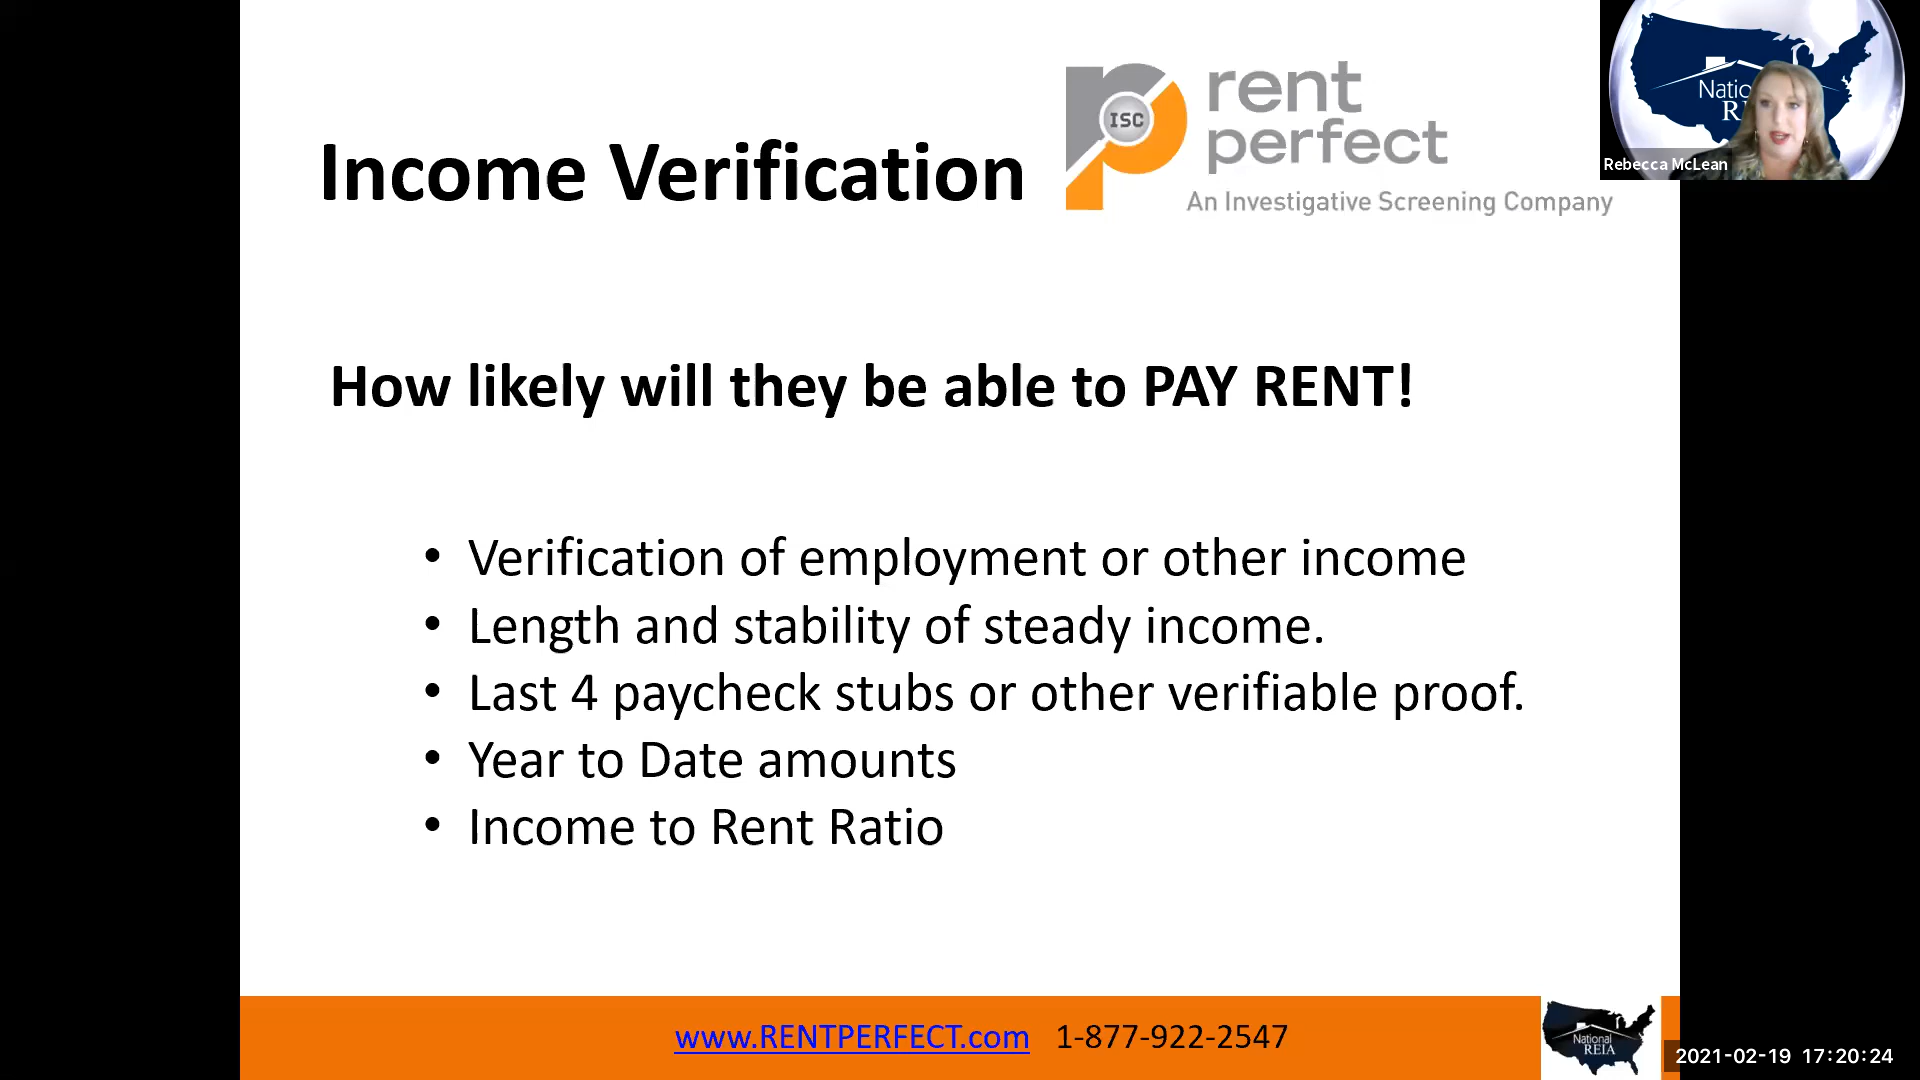 Income Verification
ISC
rent
perfect
An Investigative Screening Company
Natio
R
Rebecca McLean
How likely will they be able to PAY RENT!
• Verification of employment or other income
• Length and stability of steady income.
• Last 4 paycheck stubs or other verifiable proof.
• Year to Date amounts
• Income to Rent Ratio
www.RENTPERFECT.com 1-877-922-2547
National
REIA
2021-02-19 17:20:24